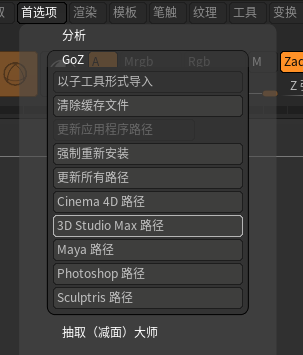 首选项 渲染 模板 笔触 纹理 工具 变换
分析
GoZ
A Mrgb Rgb M Zac
以子工具形式导入
Z 强
清除缓存文件
更新应用程序路径
强制重新安装
更新所有路径
Cinema 4D 路径
3D Studio Max 路径
Maya 路径
Photoshop 路径
Sculptris 路径
抽取（减面）大师